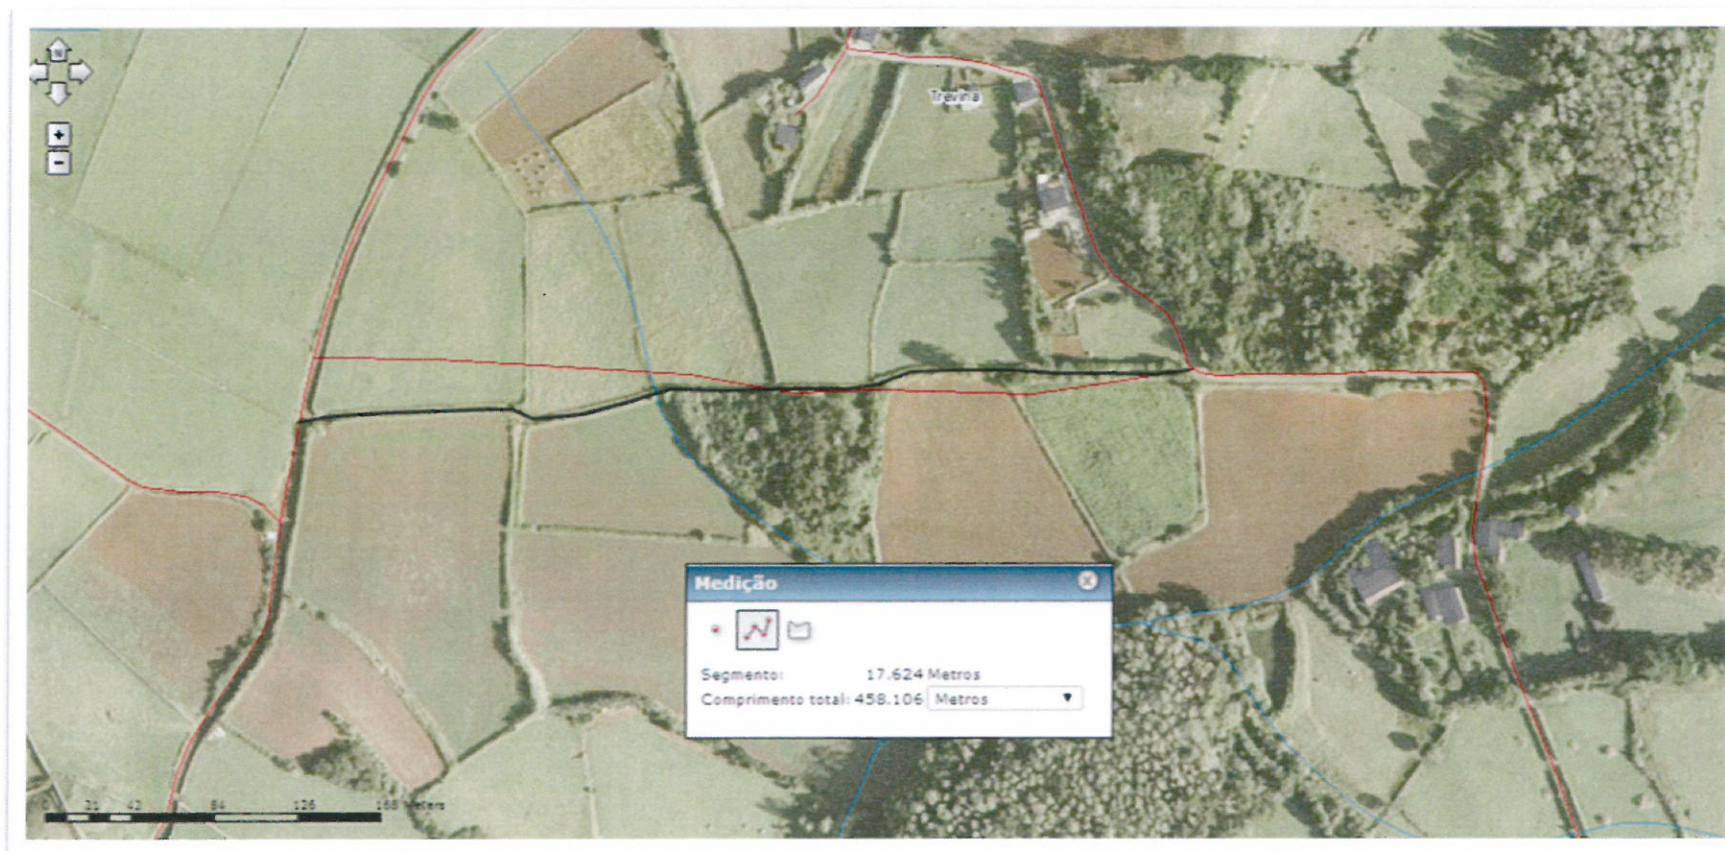 N
Trevina
+
-
Medição
Segmento: 17.624 Metros
Comprimento total: 458.106 Metros
0 21 42 84 126 168 Meters